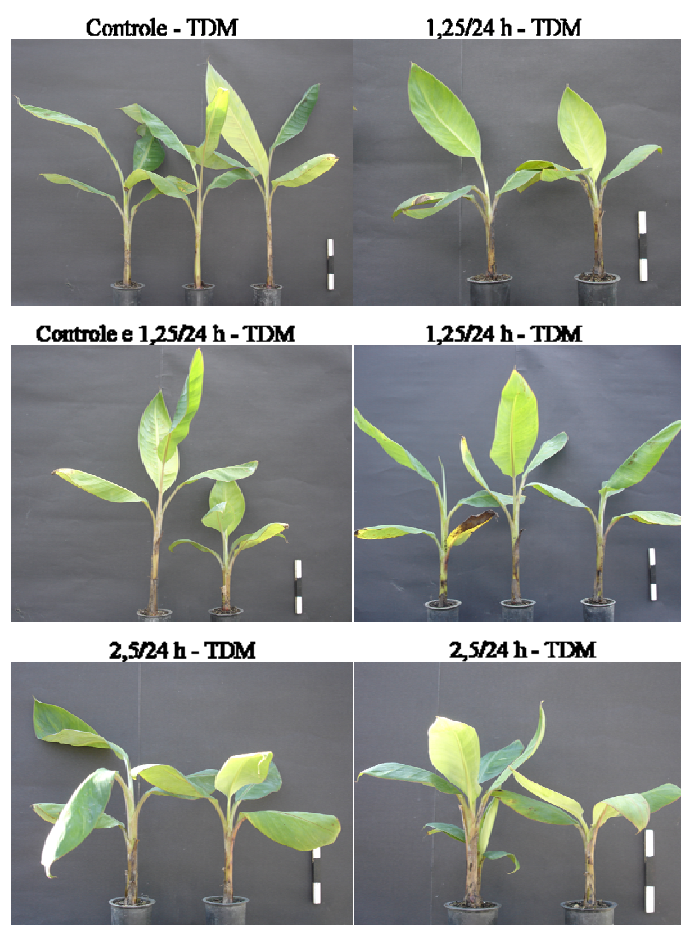 Controle - TDM
1,25/24 h - TDM
Controle e 1,25/24 h - TDM
1,25/24 h - TDM
2,5/24 h - TDM
2,5/24 h - TDM